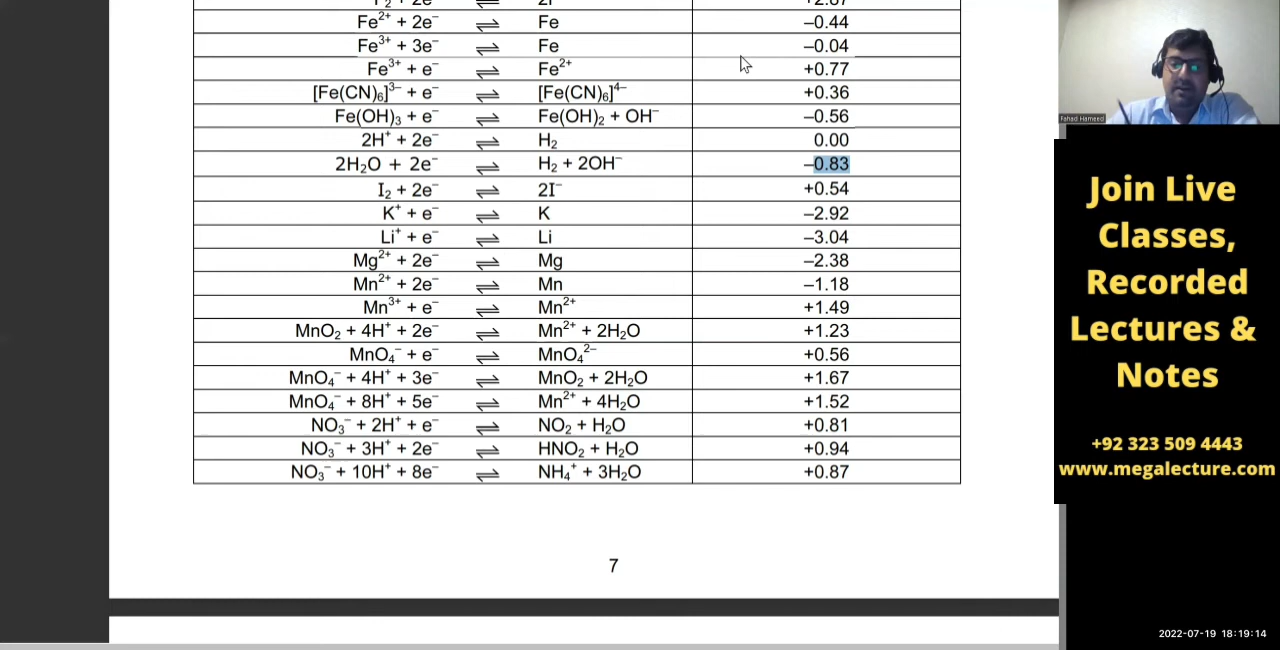 F₂ + 2e⁻ ⇌ 2F⁻ +2.87
Fe²⁺ + 2e⁻ ⇌ Fe –0.44
Fe³⁺ + 3e⁻ ⇌ Fe –0.04
Fe³⁺ + e⁻ ⇌ Fe²⁺ +0.77
[Fe(CN)₆]³⁻ + e⁻ ⇌ [Fe(CN)₆]⁴⁻ +0.36
Fe(OH)₃ + e⁻ ⇌ Fe(OH)₂ + OH⁻ –0.56
2H⁺ + 2e⁻ ⇌ H₂ 0.00
2H₂O + 2e⁻ ⇌ H₂ + 2OH⁻ –0.83
I₂ + 2e⁻ ⇌ 2I⁻ +0.54
K⁺ + e⁻ ⇌ K –2.92
Li⁺ + e⁻ ⇌ Li –3.04
Mg²⁺ + 2e⁻ ⇌ Mg –2.38
Mn²⁺ + 2e⁻ ⇌ Mn –1.18
Mn³⁺ + e⁻ ⇌ Mn²⁺ +1.49
MnO₂ + 4H⁺ + 2e⁻ ⇌ Mn²⁺ + 2H₂O +1.23
MnO₄⁻ + e⁻ ⇌ MnO₄²⁻ +0.56
MnO₄⁻ + 4H⁺ + 3e⁻ ⇌ MnO₂ + 2H₂O +1.67
MnO₄⁻ + 8H⁺ + 5e⁻ ⇌ Mn²⁺ + 4H₂O +1.52
NO₃⁻ + 2H⁺ + e⁻ ⇌ NO₂ + H₂O +0.81
NO₃⁻ + 3H⁺ + 2e⁻ ⇌ HNO₂ + H₂O +0.94
NO₃⁻ + 10H⁺ + 8e⁻ ⇌ NH₄⁺ + 3H₂O +0.87
7
Fahad Hameed
Join Live
Classes,
Recorded
Lectures &
Notes
+92 323 509 4443
www.megalecture.com
2022-07-19 18:19:14